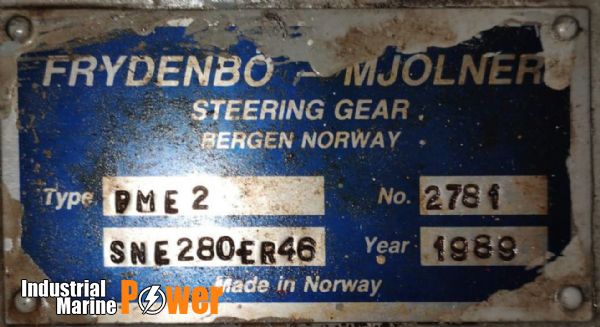 FRYDENBO - MJOLNER
STEERING GEAR
BERGEN NORWAY
Type PME 2 No. 2781
SNE280ER46 Year 1989
Made in Norway
Industrial
Marine Power